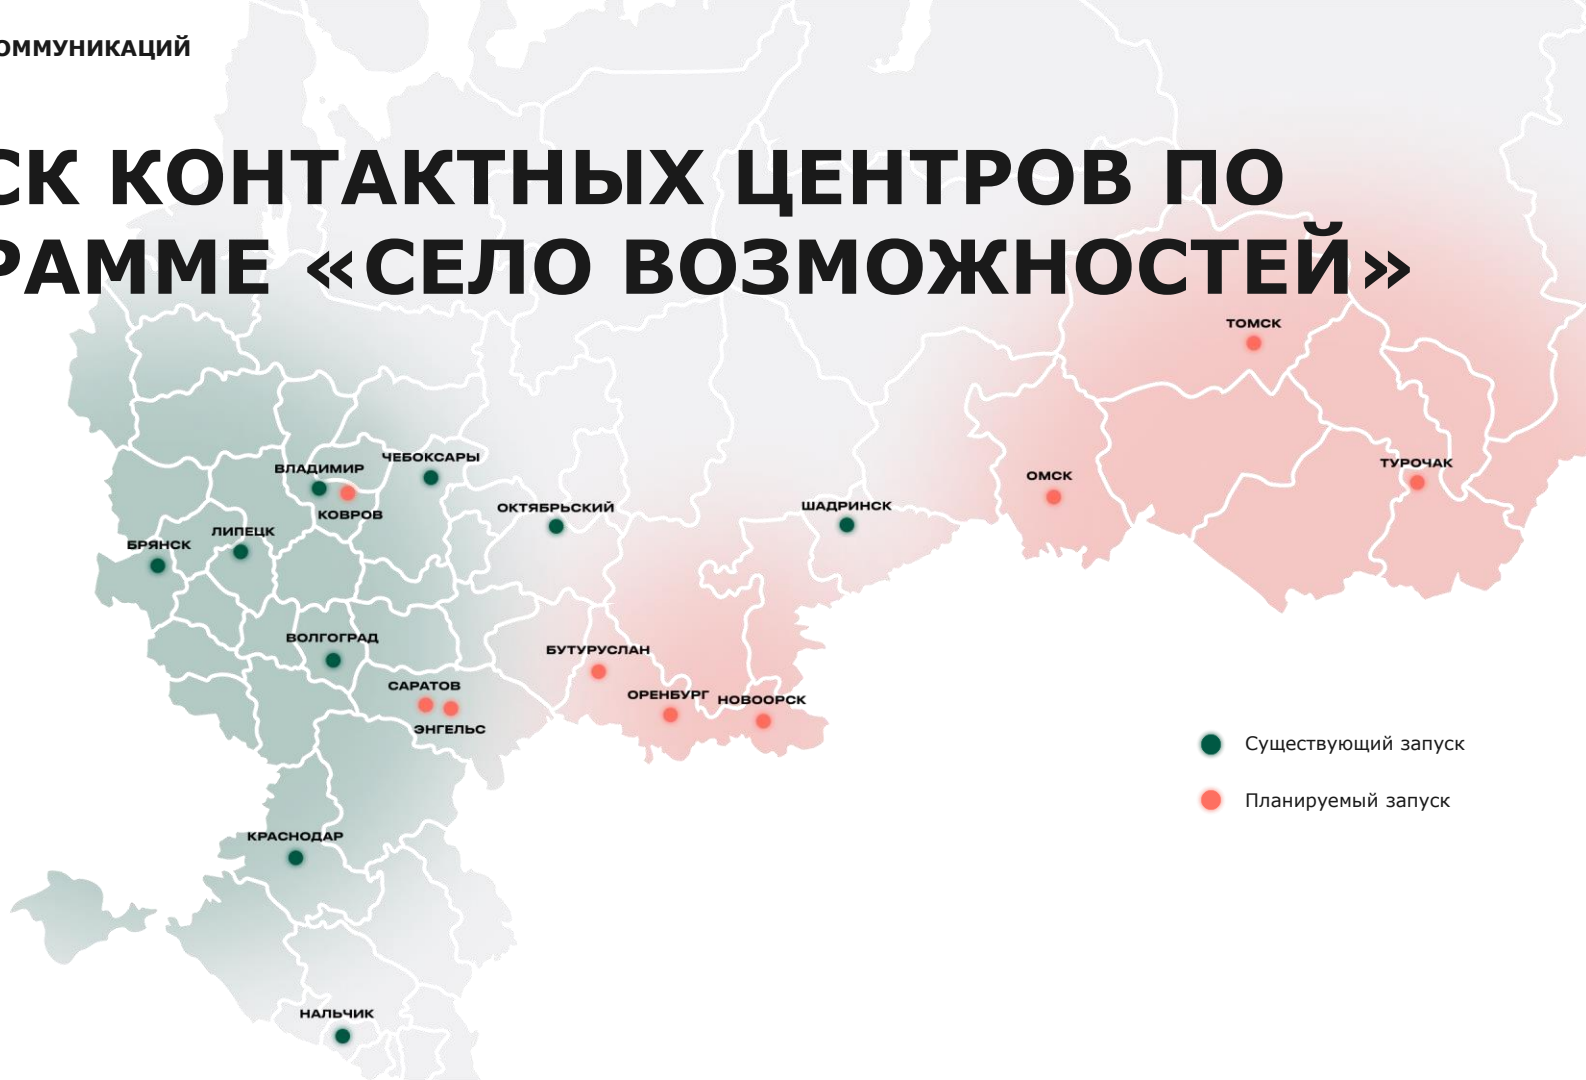 ОММУНИКАЦИЙ
СК КОНТАКТНЫХ ЦЕНТРОВ ПО
РАММЕ «СЕЛО ВОЗМОЖНОСТЕЙ»
ТОМСК
ЧЕБОКСАРЫ
ВЛАДИМИР
ТУРОЧАК
ОМСК
ОКТЯБРЬСКИЙ
ШАДРИНСК
КОВРОВ
ЛИПЕЦК
БРЯНСК
ВОЛГОГРАД
БУТУРУСЛАН
САРАТОВ
ОРЕНБУРГ
НОВООРСК
ЭНГЕЛЬС
Существующий запуск
Планируемый запуск
КРАСНОДАР
НАЛЬЧИК